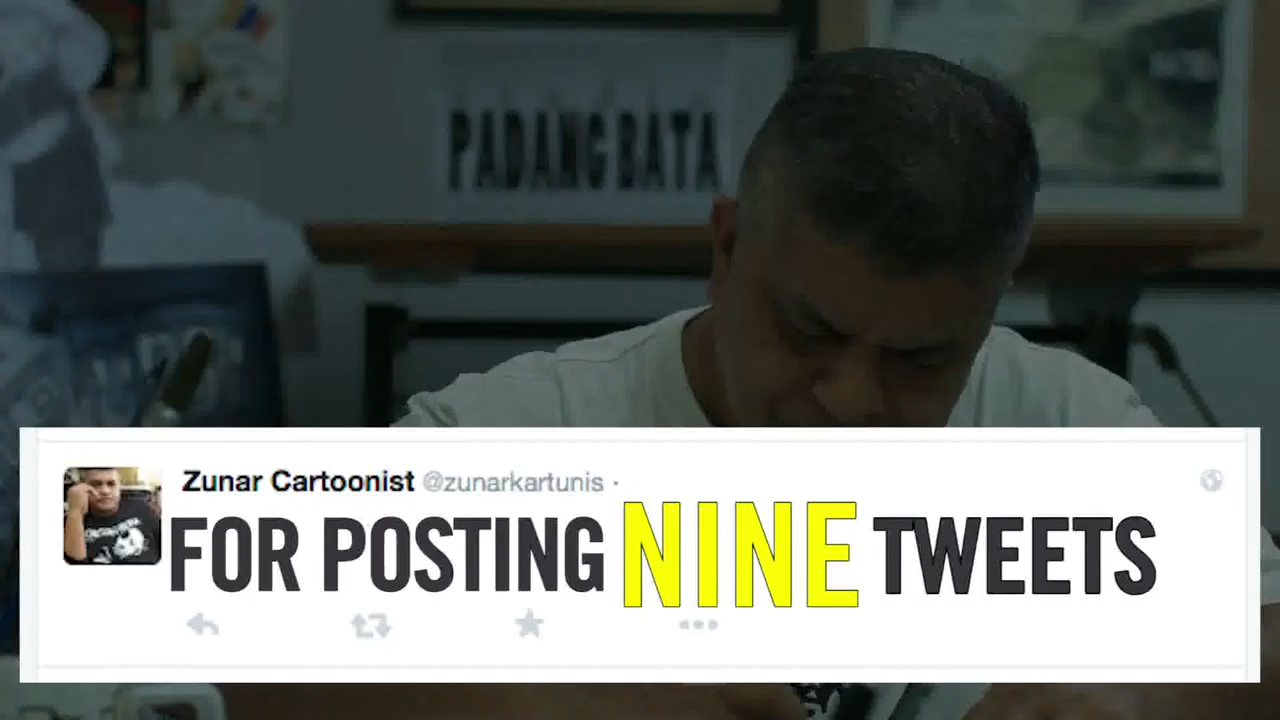 PADANG BATA
Zunar Cartoonist @zunarkartunis ·
FOR POSTING NINE TWEETS